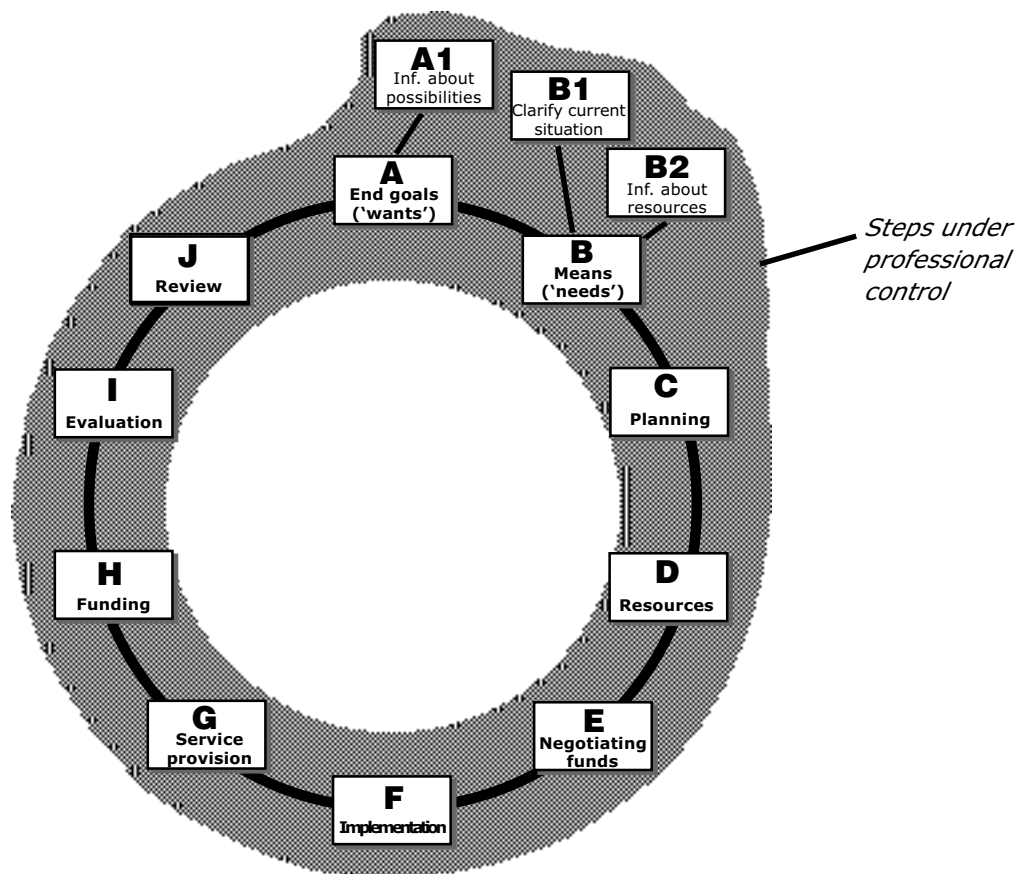 A1
Inf. about
possibilities
B1
Clarify current
situation
B2
Inf. about
resources
A
End goals
(‘wants’)
B
Means
(‘needs’)
Steps under
professional
control
C
Planning
D
Resources
E
Negotiating
funds
F
Implementation
G
Service
provision
H
Funding
I
Evaluation
J
Review